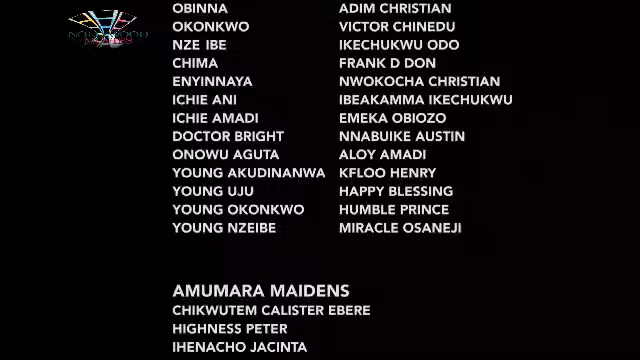 NOLLYWOOD
MOVIES
OBINNA ADIM CHRISTIAN
OKONKWO VICTOR CHINEDU
NZE IBE IKECHUKWU ODO
CHIMA FRANK D DON
ENYINNAYA NWOKOCHA CHRISTIAN
ICHIE ANI IBEAKAMMA IKECHUKWU
ICHIE AMADI EMEKA OBIOZO
DOCTOR BRIGHT NNABUIKE AUSTIN
ONOWU AGUTA ALOY AMADI
YOUNG AKUDINANWA KFLOO HENRY
YOUNG UJU HAPPY BLESSING
YOUNG OKONKWO HUMBLE PRINCE
YOUNG NZEIBE MIRACLE OSANEJI
AMUMARA MAIDENS
CHIKWUTEM CALISTER EBERE
HIGHNESS PETER
IHENACHO JACINTA